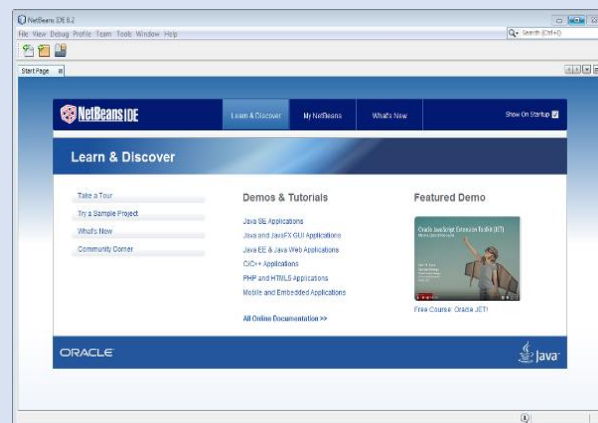 NetBeans IDE 8.2
File View Debug Profile Team Tools Window Help
Search (Ctrl+I)
Start Page
NetBeans IDE
Learn & Discover
My NetBeans
What's New
Show On Startup
Learn & Discover
Take a Tour
Try a Sample Project
What's New
Community Corner
Demos & Tutorials
Java SE Applications
Java and JavaFX GUI Applications
Java EE & Java Web Applications
C/C++ Applications
PHP and HTML5 Applications
Mobile and Embedded Applications
All Online Documentation >>
Featured Demo
Oracle JavaScript Extension Toolkit (JET)
Free Course: Oracle JET!
ORACLE
Java